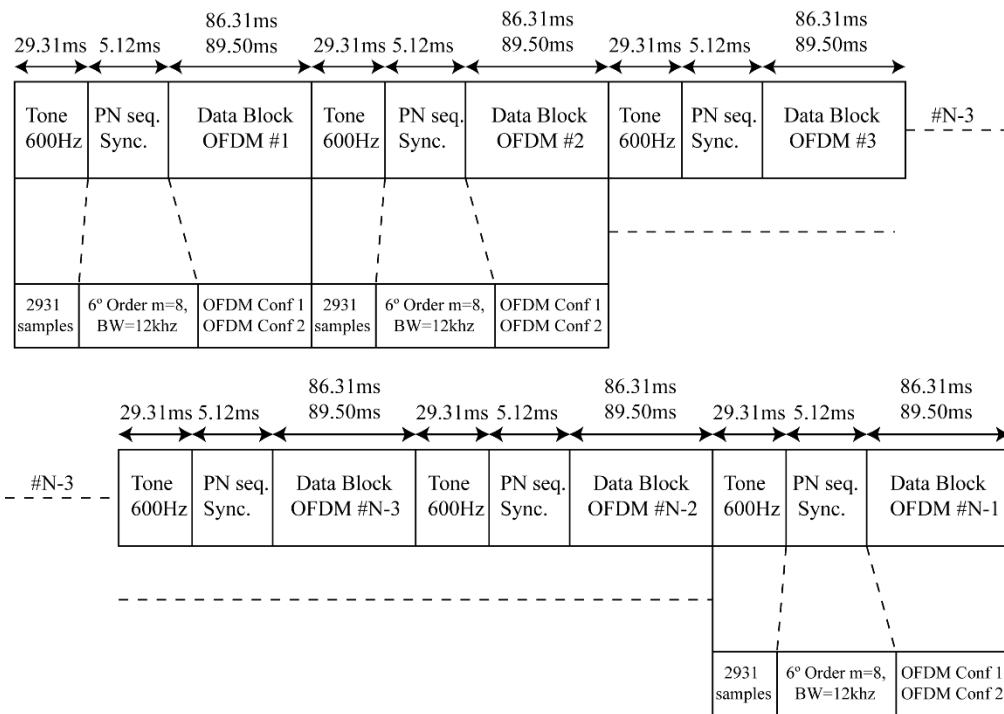 86.31ms 86.31ms 86.31ms
29.31ms 5.12ms 89.50ms 29.31ms 5.12ms 89.50ms 29.31ms 5.12ms 89.50ms
Tone PN seq. Data Block Tone PN seq. Data Block Tone PN seq. Data Block #N-3
600Hz Sync. OFDM #1 600Hz Sync. OFDM #2 600Hz Sync. OFDM #3
2931 6º Order m=8, OFDM Conf 1 2931 6º Order m=8, OFDM Conf 1
samples BW=12khz OFDM Conf 2 samples BW=12khz OFDM Conf 2
86.31ms 86.31ms 86.31ms
29.31ms 5.12ms 89.50ms 29.31ms 5.12ms 89.50ms 29.31ms 5.12ms 89.50ms
#N-3 Tone PN seq. Data Block Tone PN seq. Data Block Tone PN seq. Data Block
600Hz Sync. OFDM #N-3 600Hz Sync. OFDM #N-2 600Hz Sync. OFDM #N-1
2931 6º Order m=8, OFDM Conf 1
samples BW=12khz OFDM Conf 2